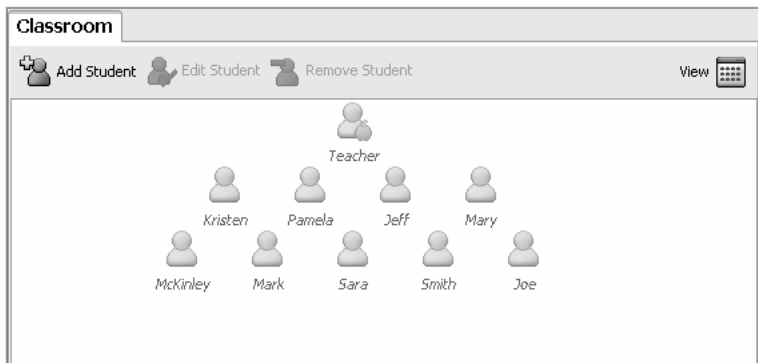 Classroom
Add Student Edit Student Remove Student View
Teacher
Kristen Pamela Jeff Mary
McKinley Mark Sara Smith Joe